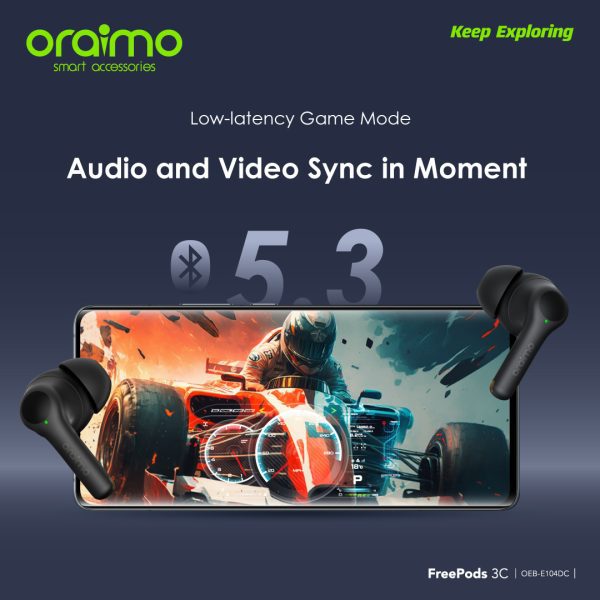 oraimo
smart accessories
Keep Exploring
Low-latency Game Mode
Audio and Video Sync in Moment
5.3
P
FreePods 3C | OEB-E104DC |